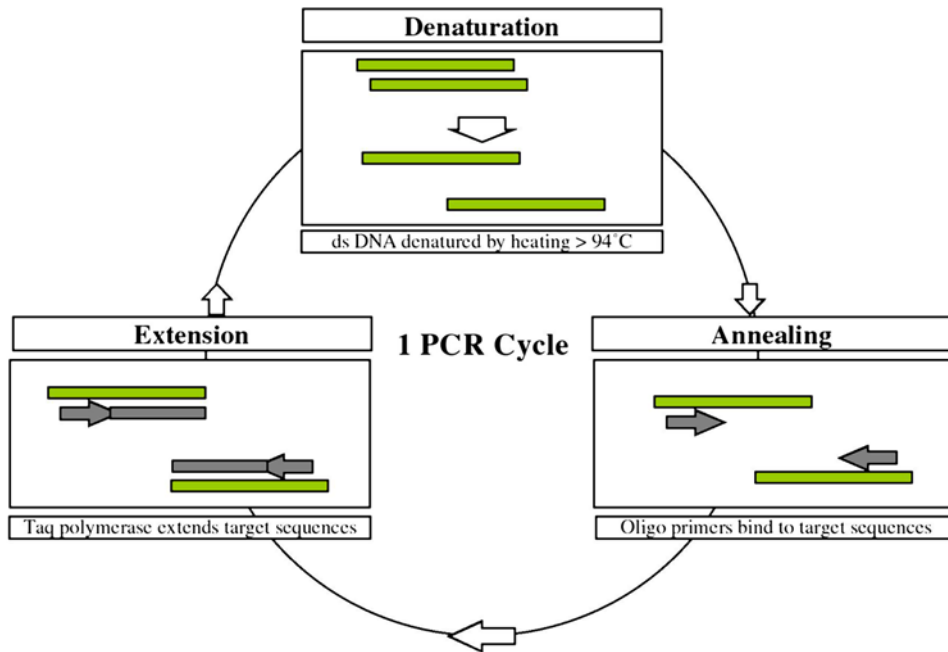 Denaturation
ds DNA denatured by heating > 94˚C
Extension
1 PCR Cycle
Annealing
Taq polymerase extends target sequences
Oligo primers bind to target sequences